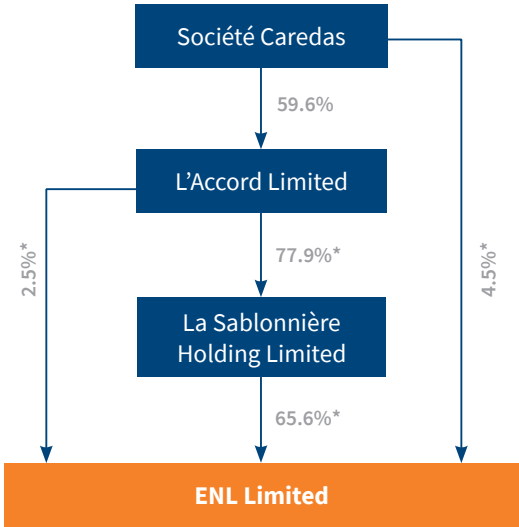 Société Caredas
59.6%
L'Accord Limited
2.5%*
77.9%*
4.5%*
La Sablonnière
Holding Limited
65.6%*
ENL Limited